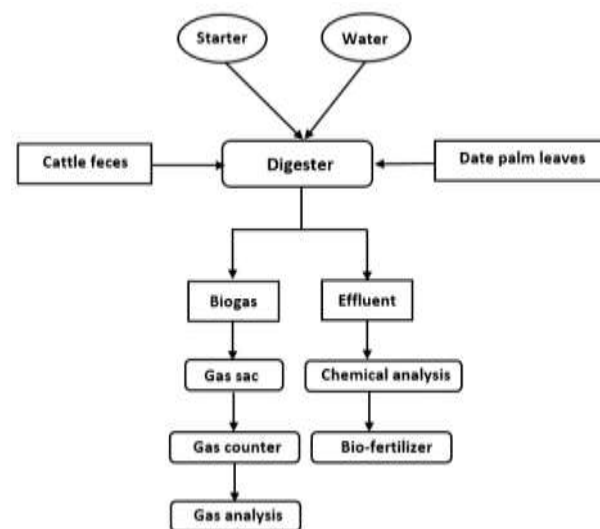 Starter
Water
Cattle feces
Digester
Date palm leaves
Biogas
Effluent
Gas sac
Chemical analysis
Gas counter
Bio-fertilizer
Gas analysis